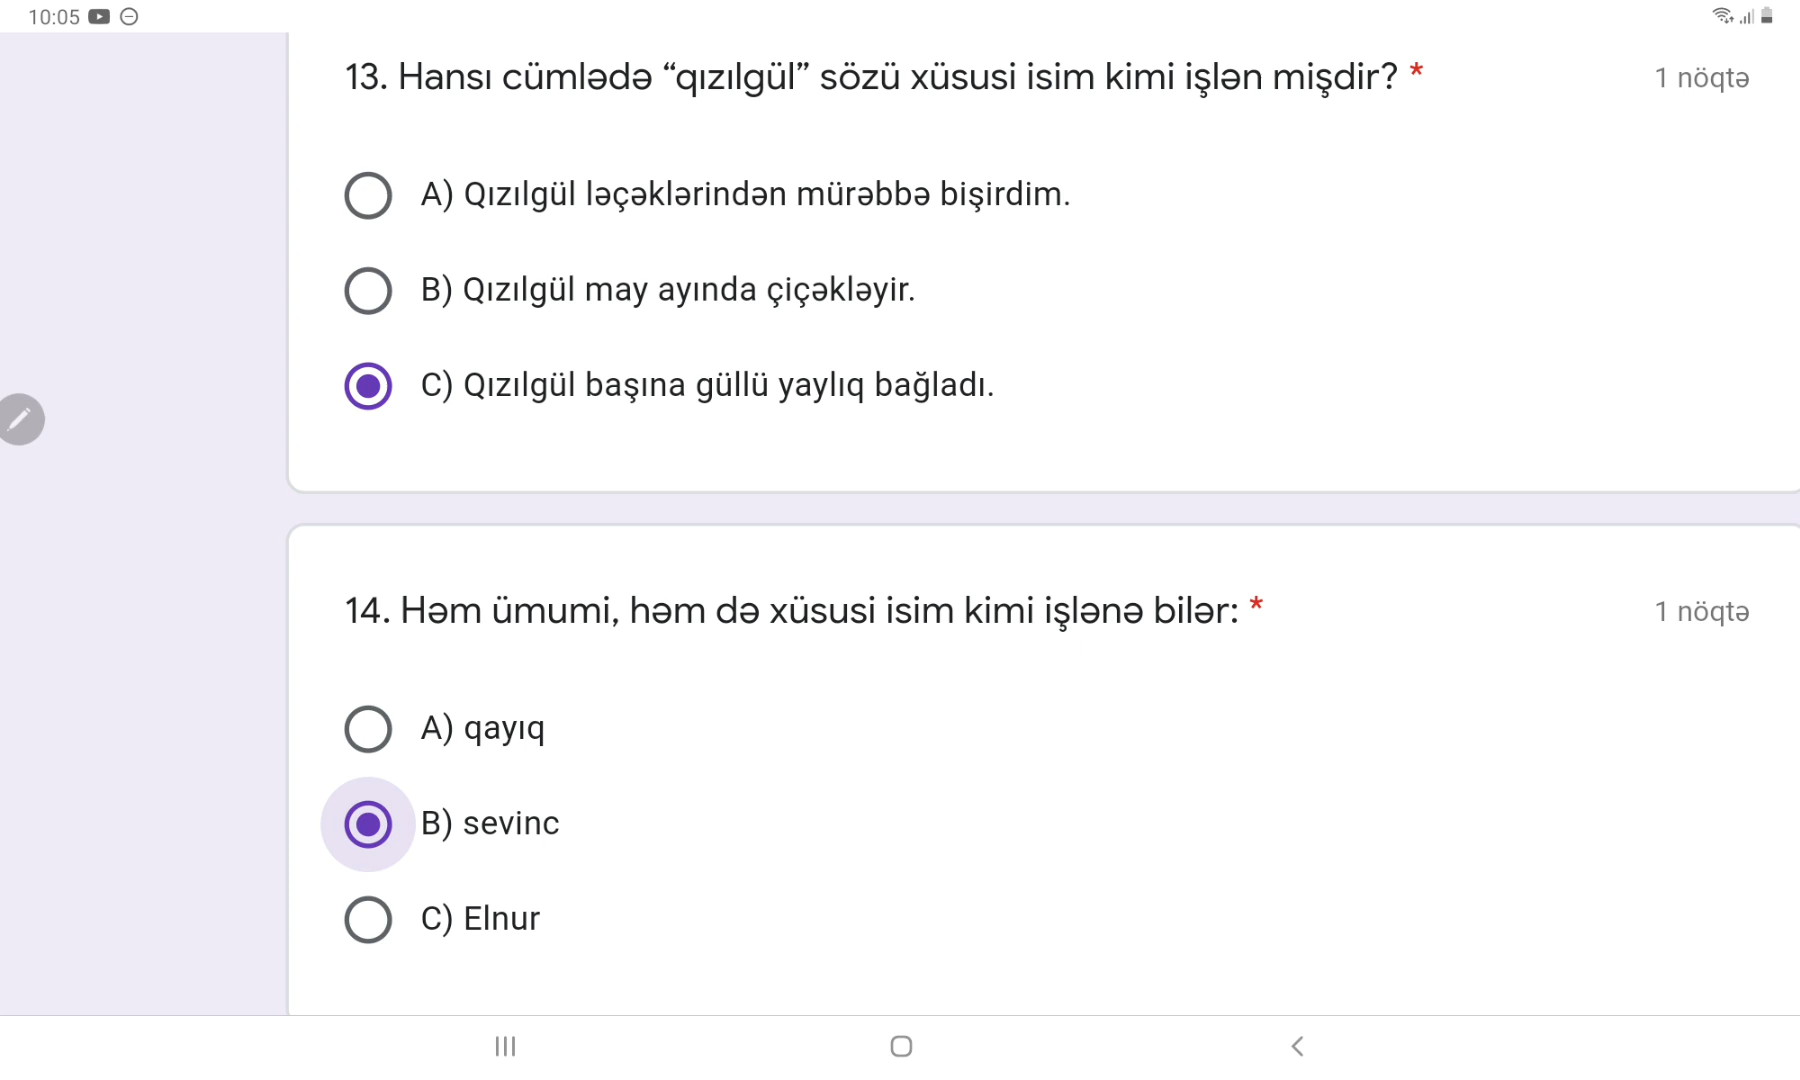 10:05
13. Hansı cümlədə “qızılgül” sözü xüsusi isim kimi işlən mişdir? *
1 nöqtə
A) Qızılgül ləçəklərindən mürəbbə bişirdim.
B) Qızılgül may ayında çiçəkləyir.
C) Qızılgül başına güllü yaylıq bağladı.
14. Həm ümumi, həm də xüsusi isim kimi işlənə bilər: *
1 nöqtə
A) qayıq
B) sevinc
C) Elnur